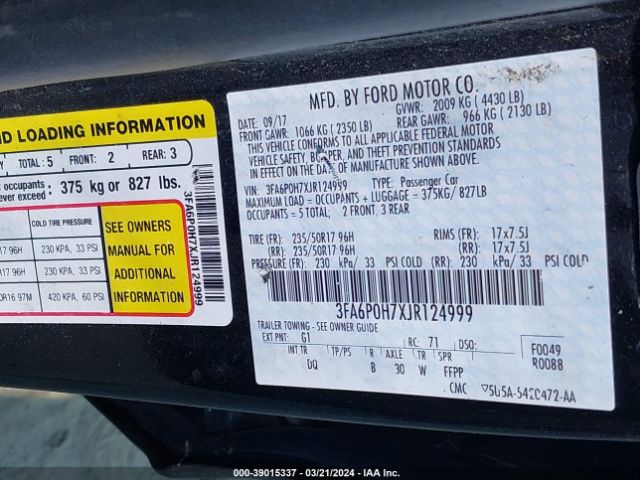 ND LOADING INFORMATION
TOTAL: 5 FRONT: 2 REAR: 3
occupants
ever exceed: 375 kg or 827 lbs.
COLD TIRE PRESSURE
17 96H 230 KPA, 33 PSI
17 96H 230 KPA, 33 PSI
R16 97M 420 KPA, 60 PSI
SEE OWNERS
MANUAL FOR
ADDITIONAL
INFORMATION
3FA6P0H7XJR124999
MFD. BY FORD MOTOR CO.
DATE: 09/17 GVWR: 2009 KG (4430 LB)
FRONT GAWR: 1066 KG (2350 LB) REAR GAWR: 966 KG (2130 LB)
THIS VEHICLE CONFORMS TO ALL APPLICABLE FEDERAL MOTOR
VEHICLE SAFETY, BUMPER, AND THEFT PREVENTION STANDARDS
IN EFFECT ON THE DATE OF MANUFACTURE SHOWN ABOVE.
VIN: 3FA6P0H7XJR124999 TYPE: Passenger Car
MAXIMUM LOAD = OCCUPANTS + LUGGAGE = 375KG/ 827LB
OCCUPANTS = 5 TOTAL: 2 FRONT, 3 REAR
TIRE (FR): 235/50R17 96H RIMS (FR): 17x7.5J
(RR): 235/50R17 96H (RR): 17x7.5J
PRESSURE (FR): 230 kPa/ 33 PSI COLD (RR): 230 kPa/ 33 PSI COLD
3FA6P0H7XJR124999
TRAILER TOWING - SEE OWNER GUIDE
EXT PNT: G1 RC: 71 DSO: F0049
INT TR TP/PS R AXLE TR SPR R0088
DQ B 30 W FFPP
CMC 5U5A-542C472-AA
000-39015337 - 03/21/2024 - IAA Inc.